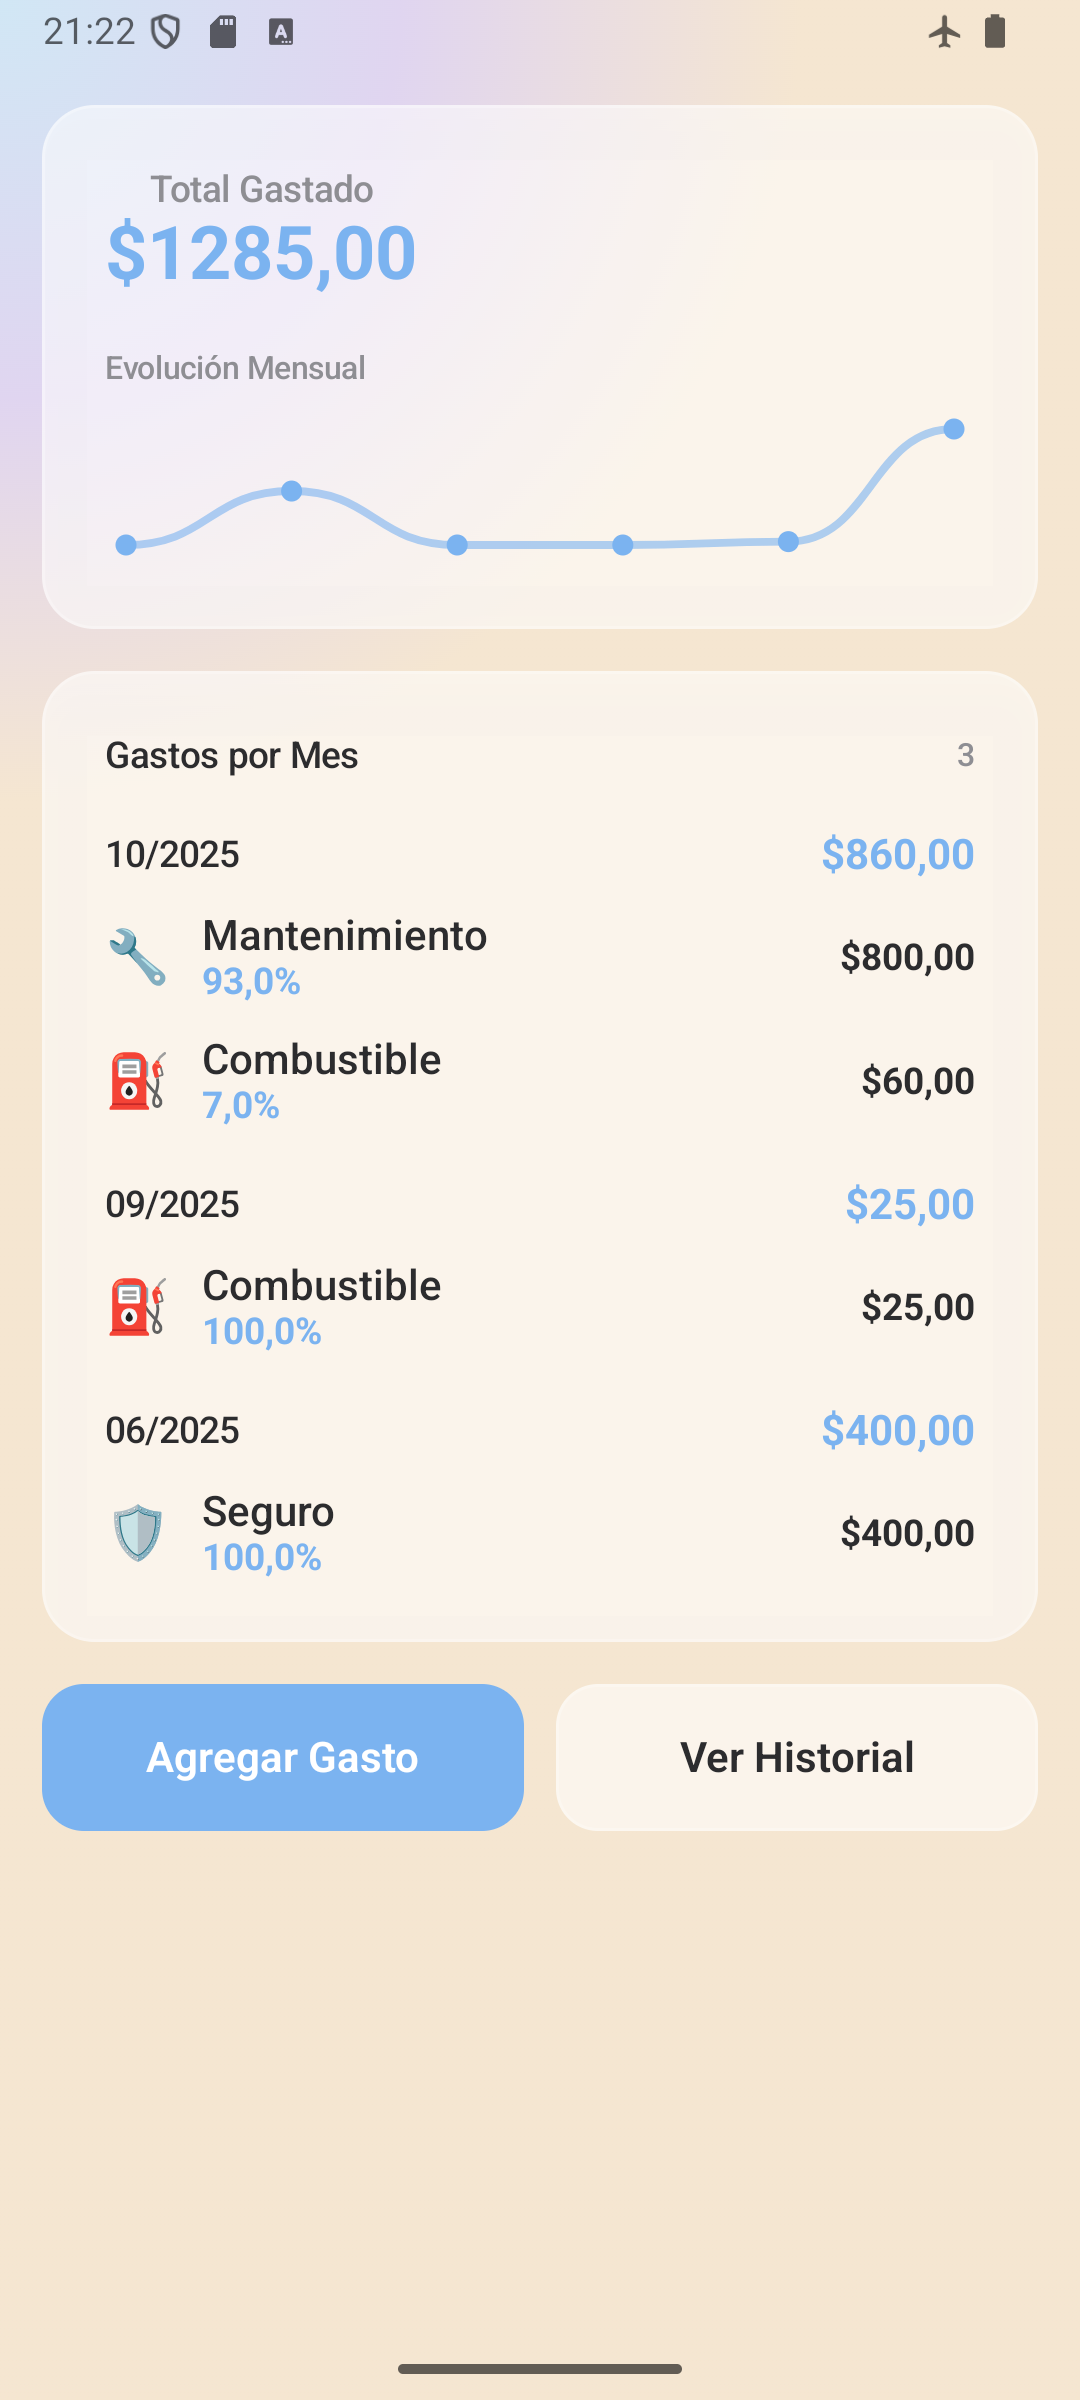 21:22
Total Gastado
$1285,00
Evolución Mensual
Gastos por Mes 3
10/2025 $860,00
Mantenimiento
93,0%
$800,00
Combustible
7,0%
$60,00
09/2025 $25,00
Combustible
100,0%
$25,00
06/2025 $400,00
Seguro
100,0%
$400,00
Agregar Gasto
Ver Historial